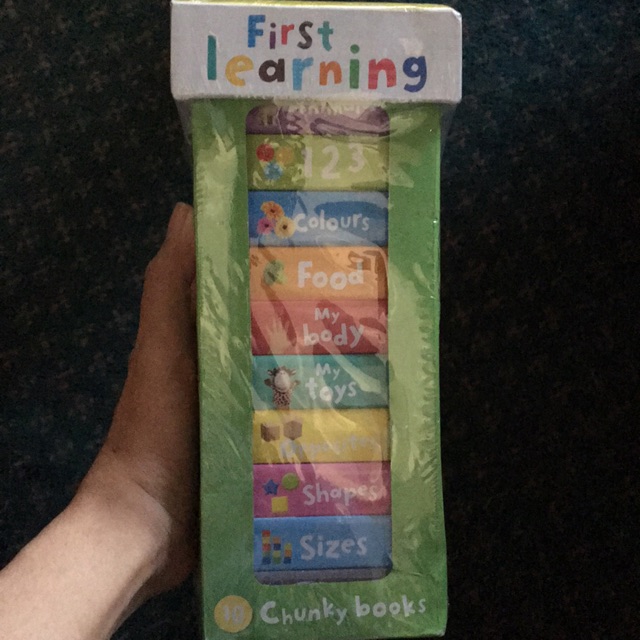 First
learning
123
Colours
Food
My
body
My
toys
Shapes
Sizes
10 Chunky books